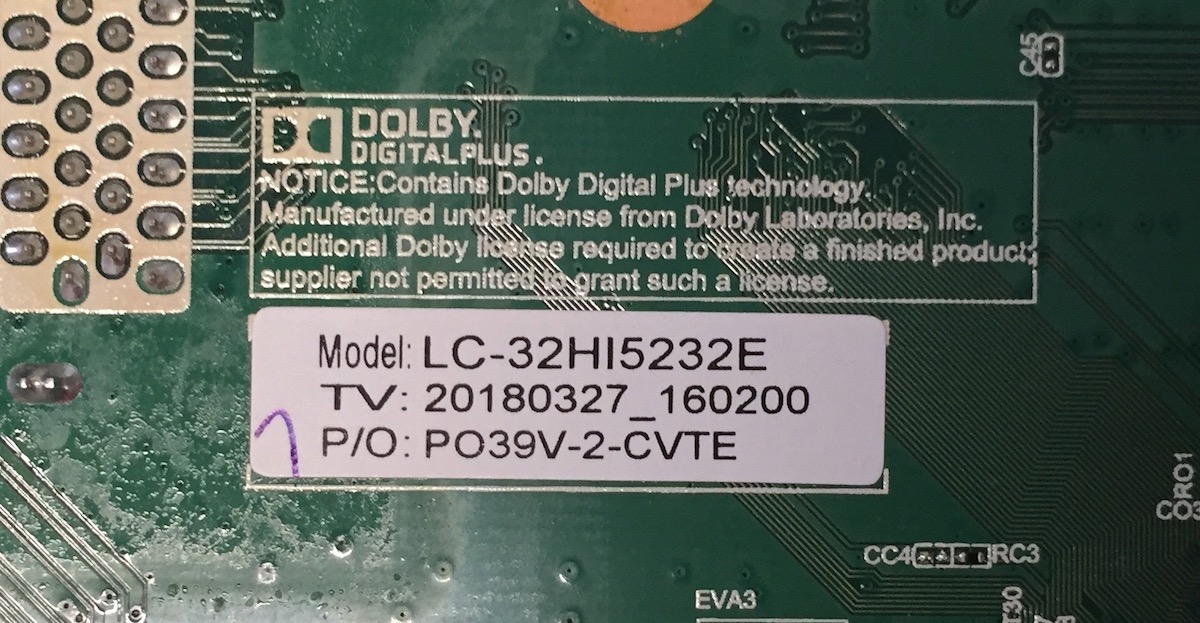 C45
DOLBY.
DIGITAL PLUS.
NOTICE:Contains Dolby Digital Plus technology.
Manufactured under license from Dolby Laboratories, Inc.
Additional Dolby license required to create a finished product;
supplier not permitted to grant such a license.
Model: LC-32HI5232E
TV: 20180327_160200
P/O: PO39V-2-CVTE
CC4
RC3
EVA3